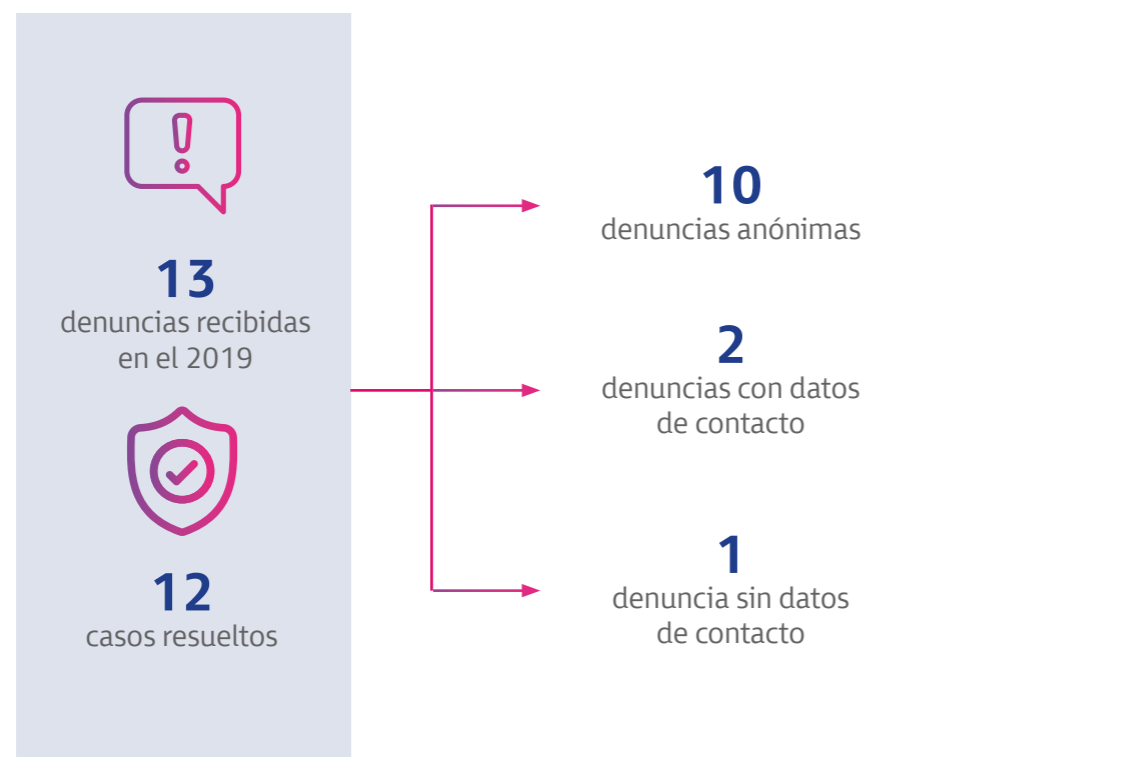 13
denuncias recibidas
en el 2019
12
casos resueltos
10
denuncias anónimas
2
denuncias con datos
de contacto
1
denuncia sin datos
de contacto